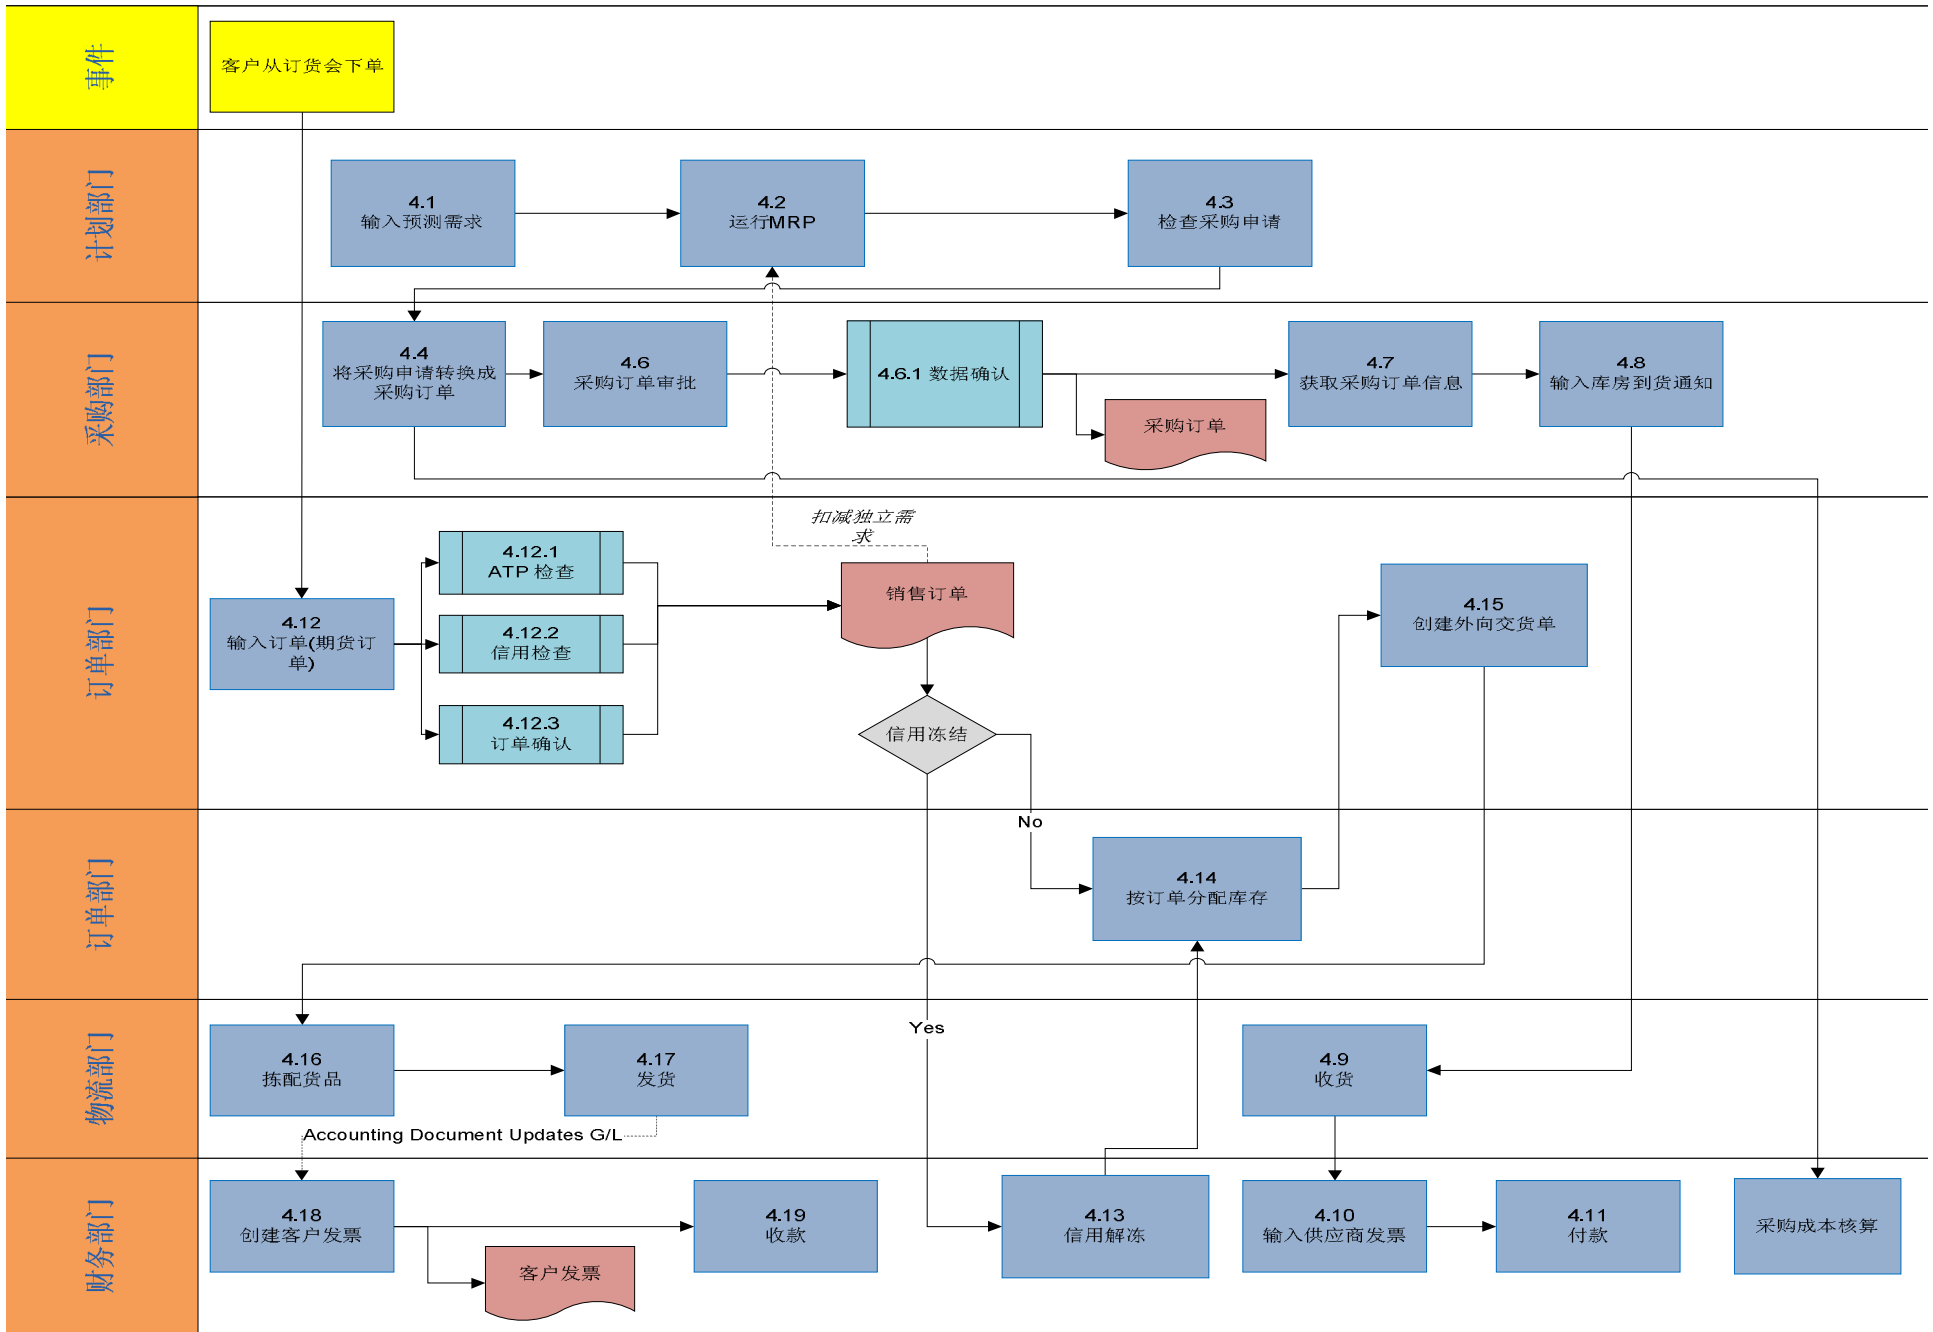 事件
客户从订货会下单
计划部门
4.1
输入预测需求
4.2
运行MRP
4.3
检查采购申请
采购部门
4.4
将采购申请转换成
采购订单
4.6
采购订单审批
4.6.1 数据确认
采购订单
4.7
获取采购订单信息
4.8
输入库房到货通知
订单部门
4.12
输入订单(期货订
单)
4.12.1
ATP 检查
4.12.2
信用检查
4.12.3
订单确认
扣减独立需
求
销售订单
信用冻结
4.15
创建外向交货单
订单部门
No
4.14
按订单分配库存
物流部门
4.16
拣配货品
4.17
发货
Yes
4.9
收货
Accounting Document Updates G/L
财务部门
4.18
创建客户发票
客户发票
4.19
收款
4.13
信用解冻
4.10
输入供应商发票
4.11
付款
采购成本核算